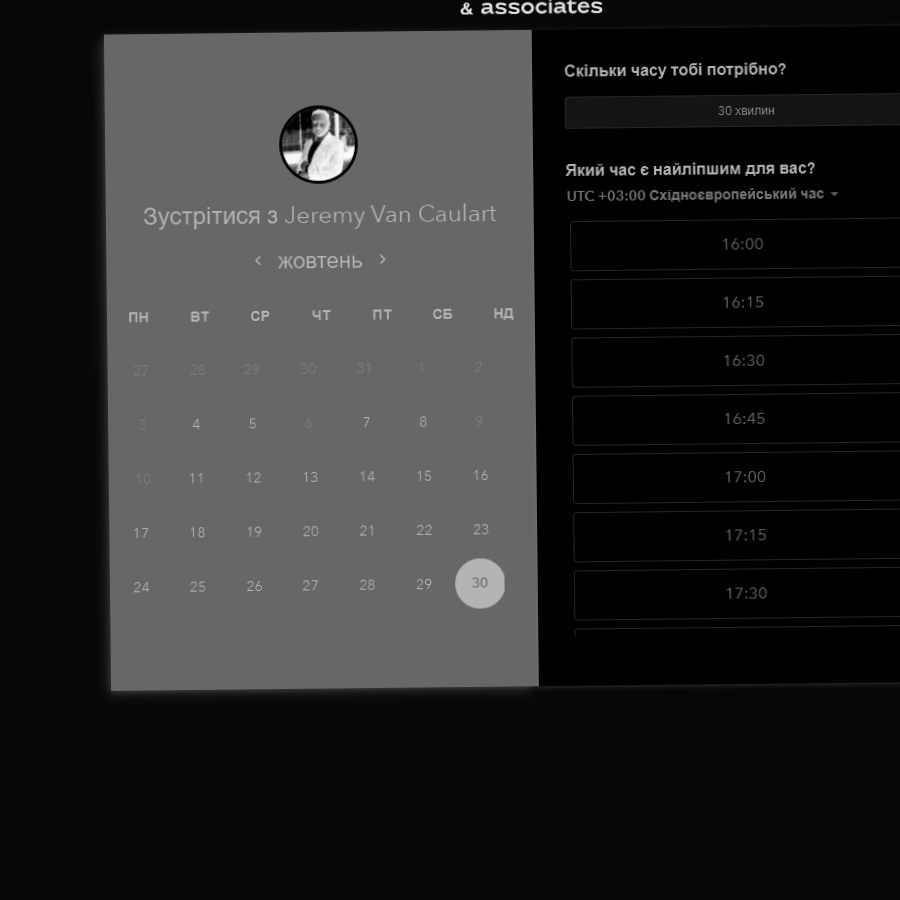 & associates
Зустрітися з Jeremy Van Caulart
‹ жовтень ›
ПН ВТ СР ЧТ ПТ СБ НД
27 28 29 30 31 1 2
3 4 5 6 7 8 9
10 11 12 13 14 15 16
17 18 19 20 21 22 23
24 25 26 27 28 29 30
Скільки часу тобі потрібно?
30 хвилин
Який час є найліпшим для вас?
UTC +03:00 Східноєвропейський час
16:00
16:15
16:30
16:45
17:00
17:15
17:30